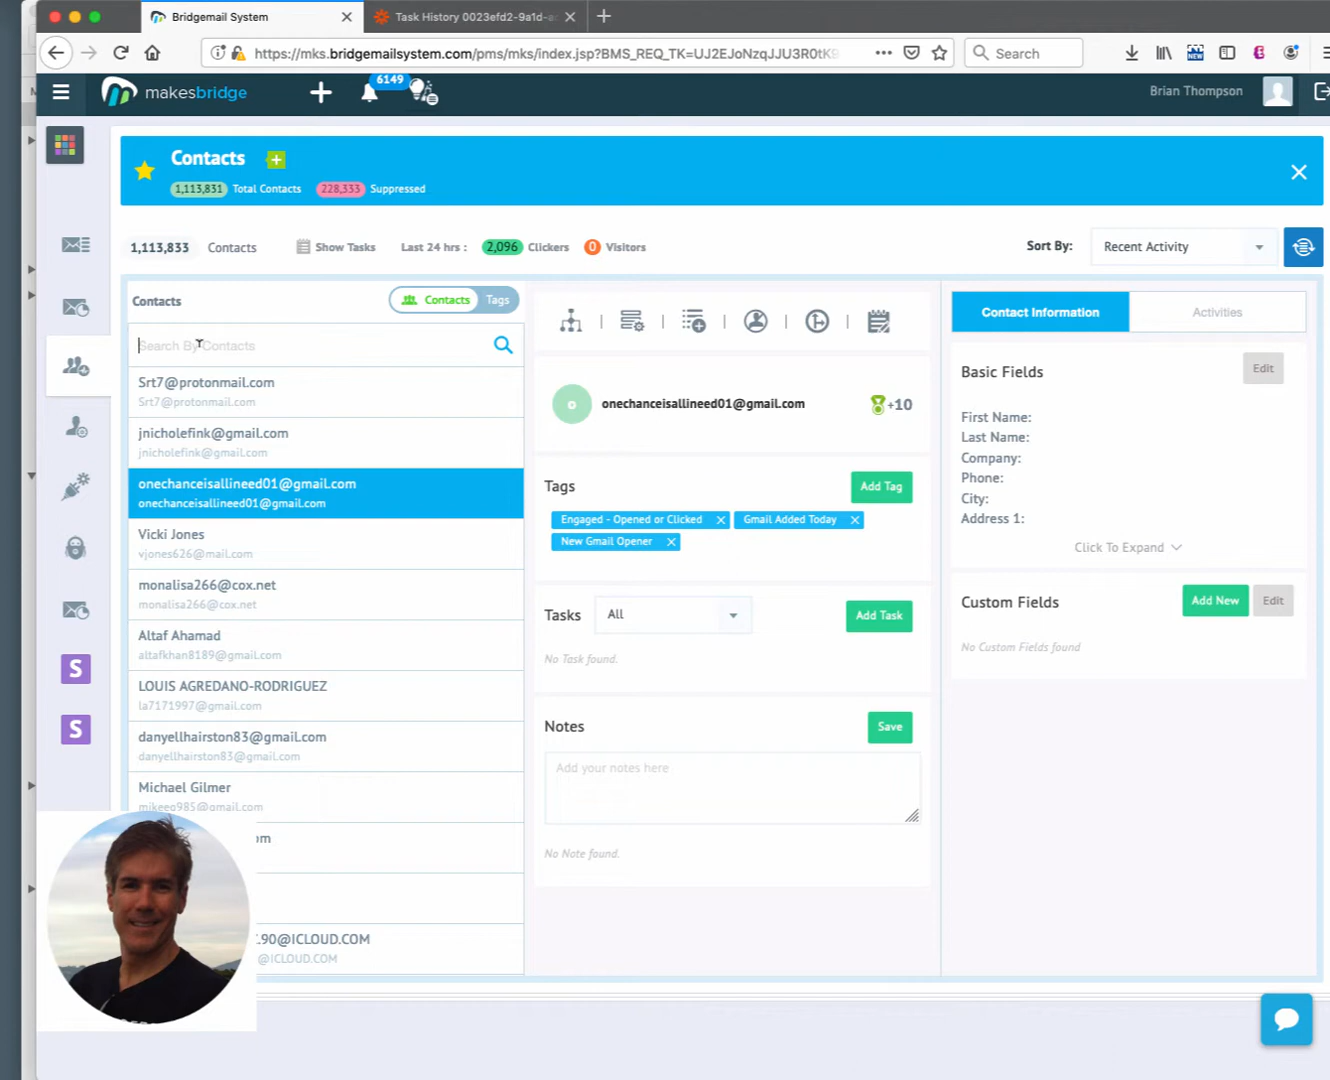 Bridgemail System
Task History 0023efd2-9a1d-a
https://mks.bridgemailsystem.com/pms/mks/index.jsp?BMS_REQ_TK=UJ2EJoNzqJJU3R0tK9
Search
makesbridge
6149
Brian Thompson
Contacts
1,113,831 Total Contacts 228,333 Suppressed
1,113,833 Contacts Show Tasks Last 24 hrs : 2,096 Clickers 0 Visitors Sort By: Recent Activity
Contacts
Contacts Tags
Search By Contacts
Srt7@protonmail.com
Srt7@protonmail.com
jnicholefink@gmail.com
jnicholefink@gmail.com
onechanceisallineed01@gmail.com
onechanceisallineed01@gmail.com
Vicki Jones
vjones626@mail.com
monalisa266@cox.net
monalisa266@cox.net
Altaf Ahamad
altafkhan8189@gmail.com
LOUIS AGREDANO-RODRIGUEZ
la7171997@gmail.com
danyellhairston83@gmail.com
danyellhairston83@gmail.com
Michael Gilmer
mikeeg985@gmail.com
om
.90@ICLOUD.COM
@ICLOUD.COM
S
S
o
onechanceisallineed01@gmail.com
+10
Tags
Add Tag
Engaged - Opened or Clicked
Gmail Added Today
New Gmail Opener
Tasks
All
Add Task
No Task found.
Notes
Save
Add your notes here
No Note found.
Contact Information
Activities
Basic Fields
Edit
First Name:
Last Name:
Company:
Phone:
City:
Address 1:
Click To Expand
Custom Fields
Add New
Edit
No Custom Fields found